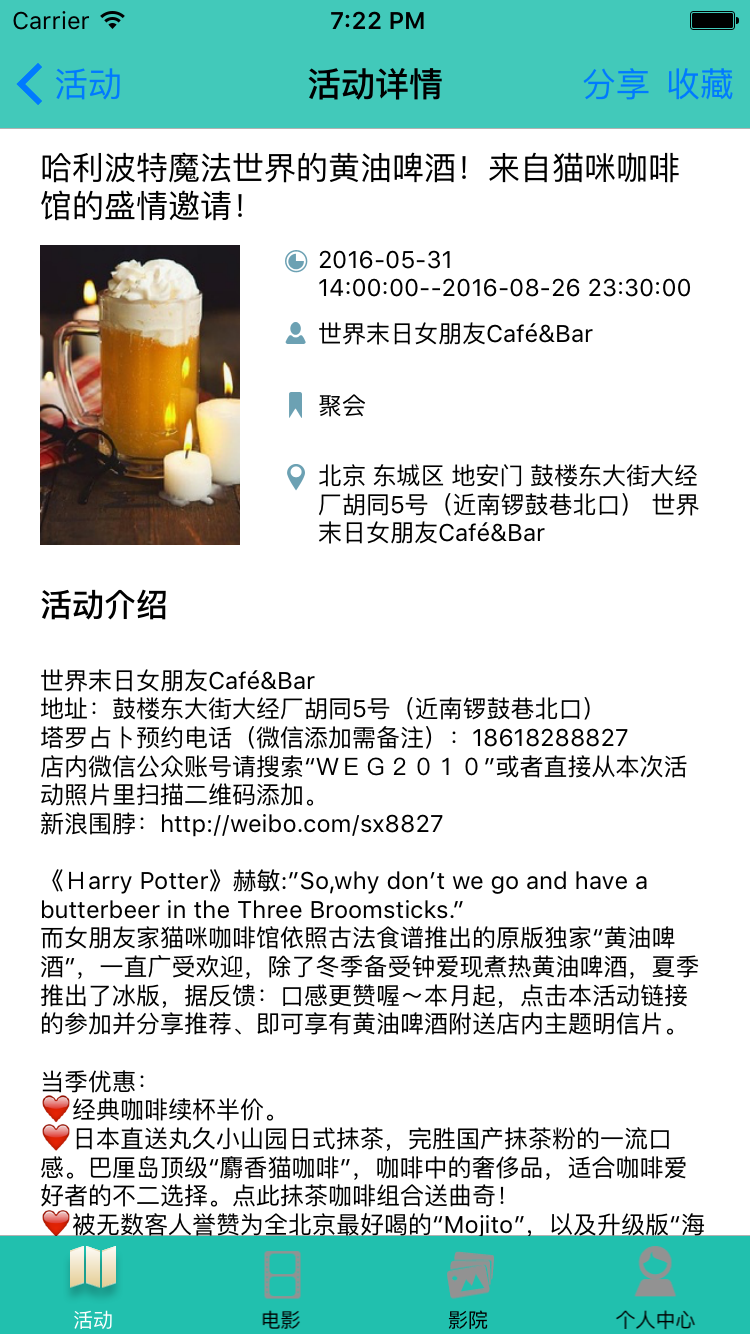 Carrier 7:22 PM
活动 活动详情 分享 收藏
哈利波特魔法世界的黄油啤酒！来自猫咪咖啡
馆的盛情邀请！
2016-05-31
14:00:00--2016-08-26 23:30:00
世界末日女朋友Café&Bar
聚会
北京 东城区 地安门 鼓楼东大街大经
厂胡同5号（近南锣鼓巷北口） 世界
末日女朋友Café&Bar
活动介绍
世界末日女朋友Café&Bar
地址：鼓楼东大街大经厂胡同5号（近南锣鼓巷北口）
塔罗占卜预约电话（微信添加需备注）：18618288827
店内微信公众账号请搜索“ＷＥＧ２０１０”或者直接从本次活
动照片里扫描二维码添加。
新浪围脖：http://weibo.com/sx8827
《Ｈarry Potter》赫敏:”So,why don’t we go and have a
butterbeer in the Three Broomsticks.”
而女朋友家猫咪咖啡馆依照古法食谱推出的原版独家“黄油啤
酒”，一直广受欢迎，除了冬季备受钟爱现煮热黄油啤酒，夏季
推出了冰版，据反馈：口感更赞喔～本月起，点击本活动链接
的参加并分享推荐、即可享有黄油啤酒附送店内主题明信片。
当季优惠：
❤️经典咖啡续杯半价。
❤️日本直送丸久小山园日式抹茶，完胜国产抹茶粉的一流口
感。巴厘岛顶级“麝香猫咖啡”，咖啡中的奢侈品，适合咖啡爱
好者的不二选择。点此抹茶咖啡组合送曲奇！
❤️被无数客人誉赞为全北京最好喝的“Mojito”，以及升级版“海
活动 电影 影院 个人中心